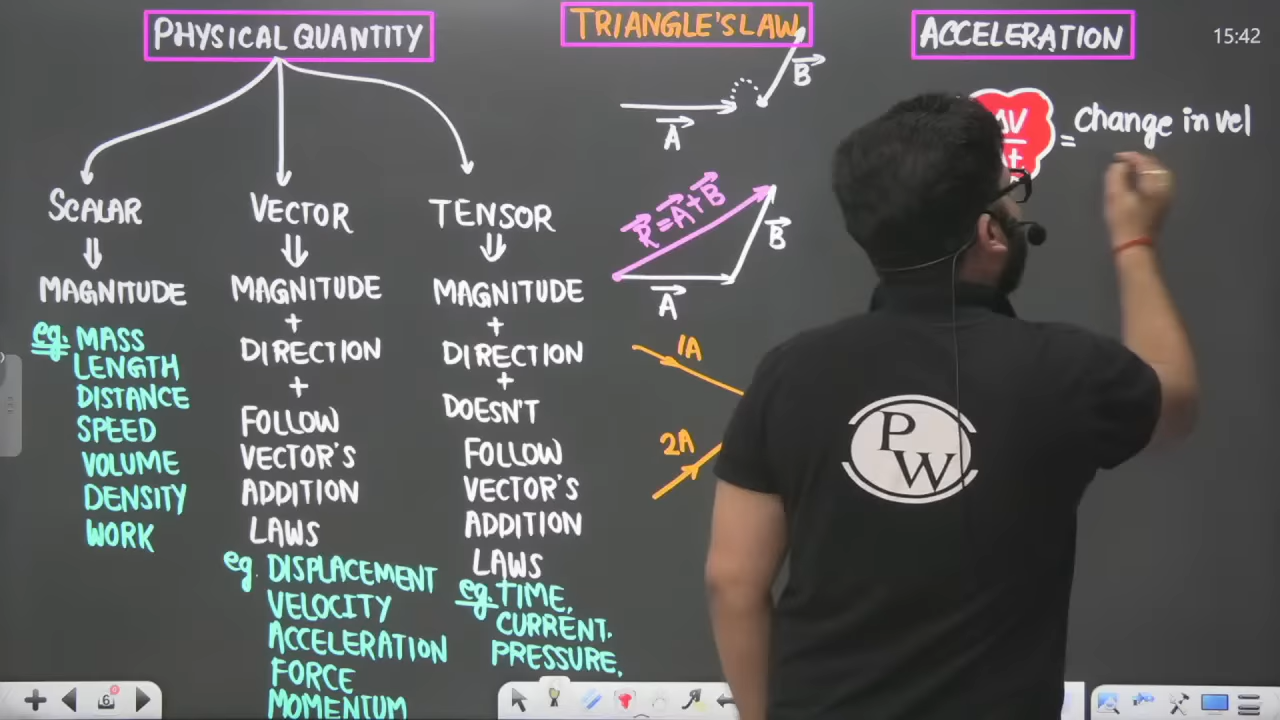 PHYSICAL QUANTITY
SCALAR
⇓
MAGNITUDE
eg. MASS
LENGTH
DISTANCE
SPEED
VOLUME
DENSITY
WORK
VECTOR
⇓
MAGNITUDE
+
DIRECTION
+
FOLLOW
VECTOR'S
ADDITION
LAWS
eg. DISPLACEMENT
VELOCITY
ACCELERATION
FORCE
MOMENTUM
TENSOR
⇓
MAGNITUDE
+
DIRECTION
+
DOESN'T
FOLLOW
VECTOR'S
ADDITION
LAWS
eg. TIME,
CURRENT.
PRESSURE,
TRIANGLE'S LAW
B
A
R = A + B
B
A
1A
2A
ACCELERATION
15:42
ΔV
t
= change in vel
P
W
6